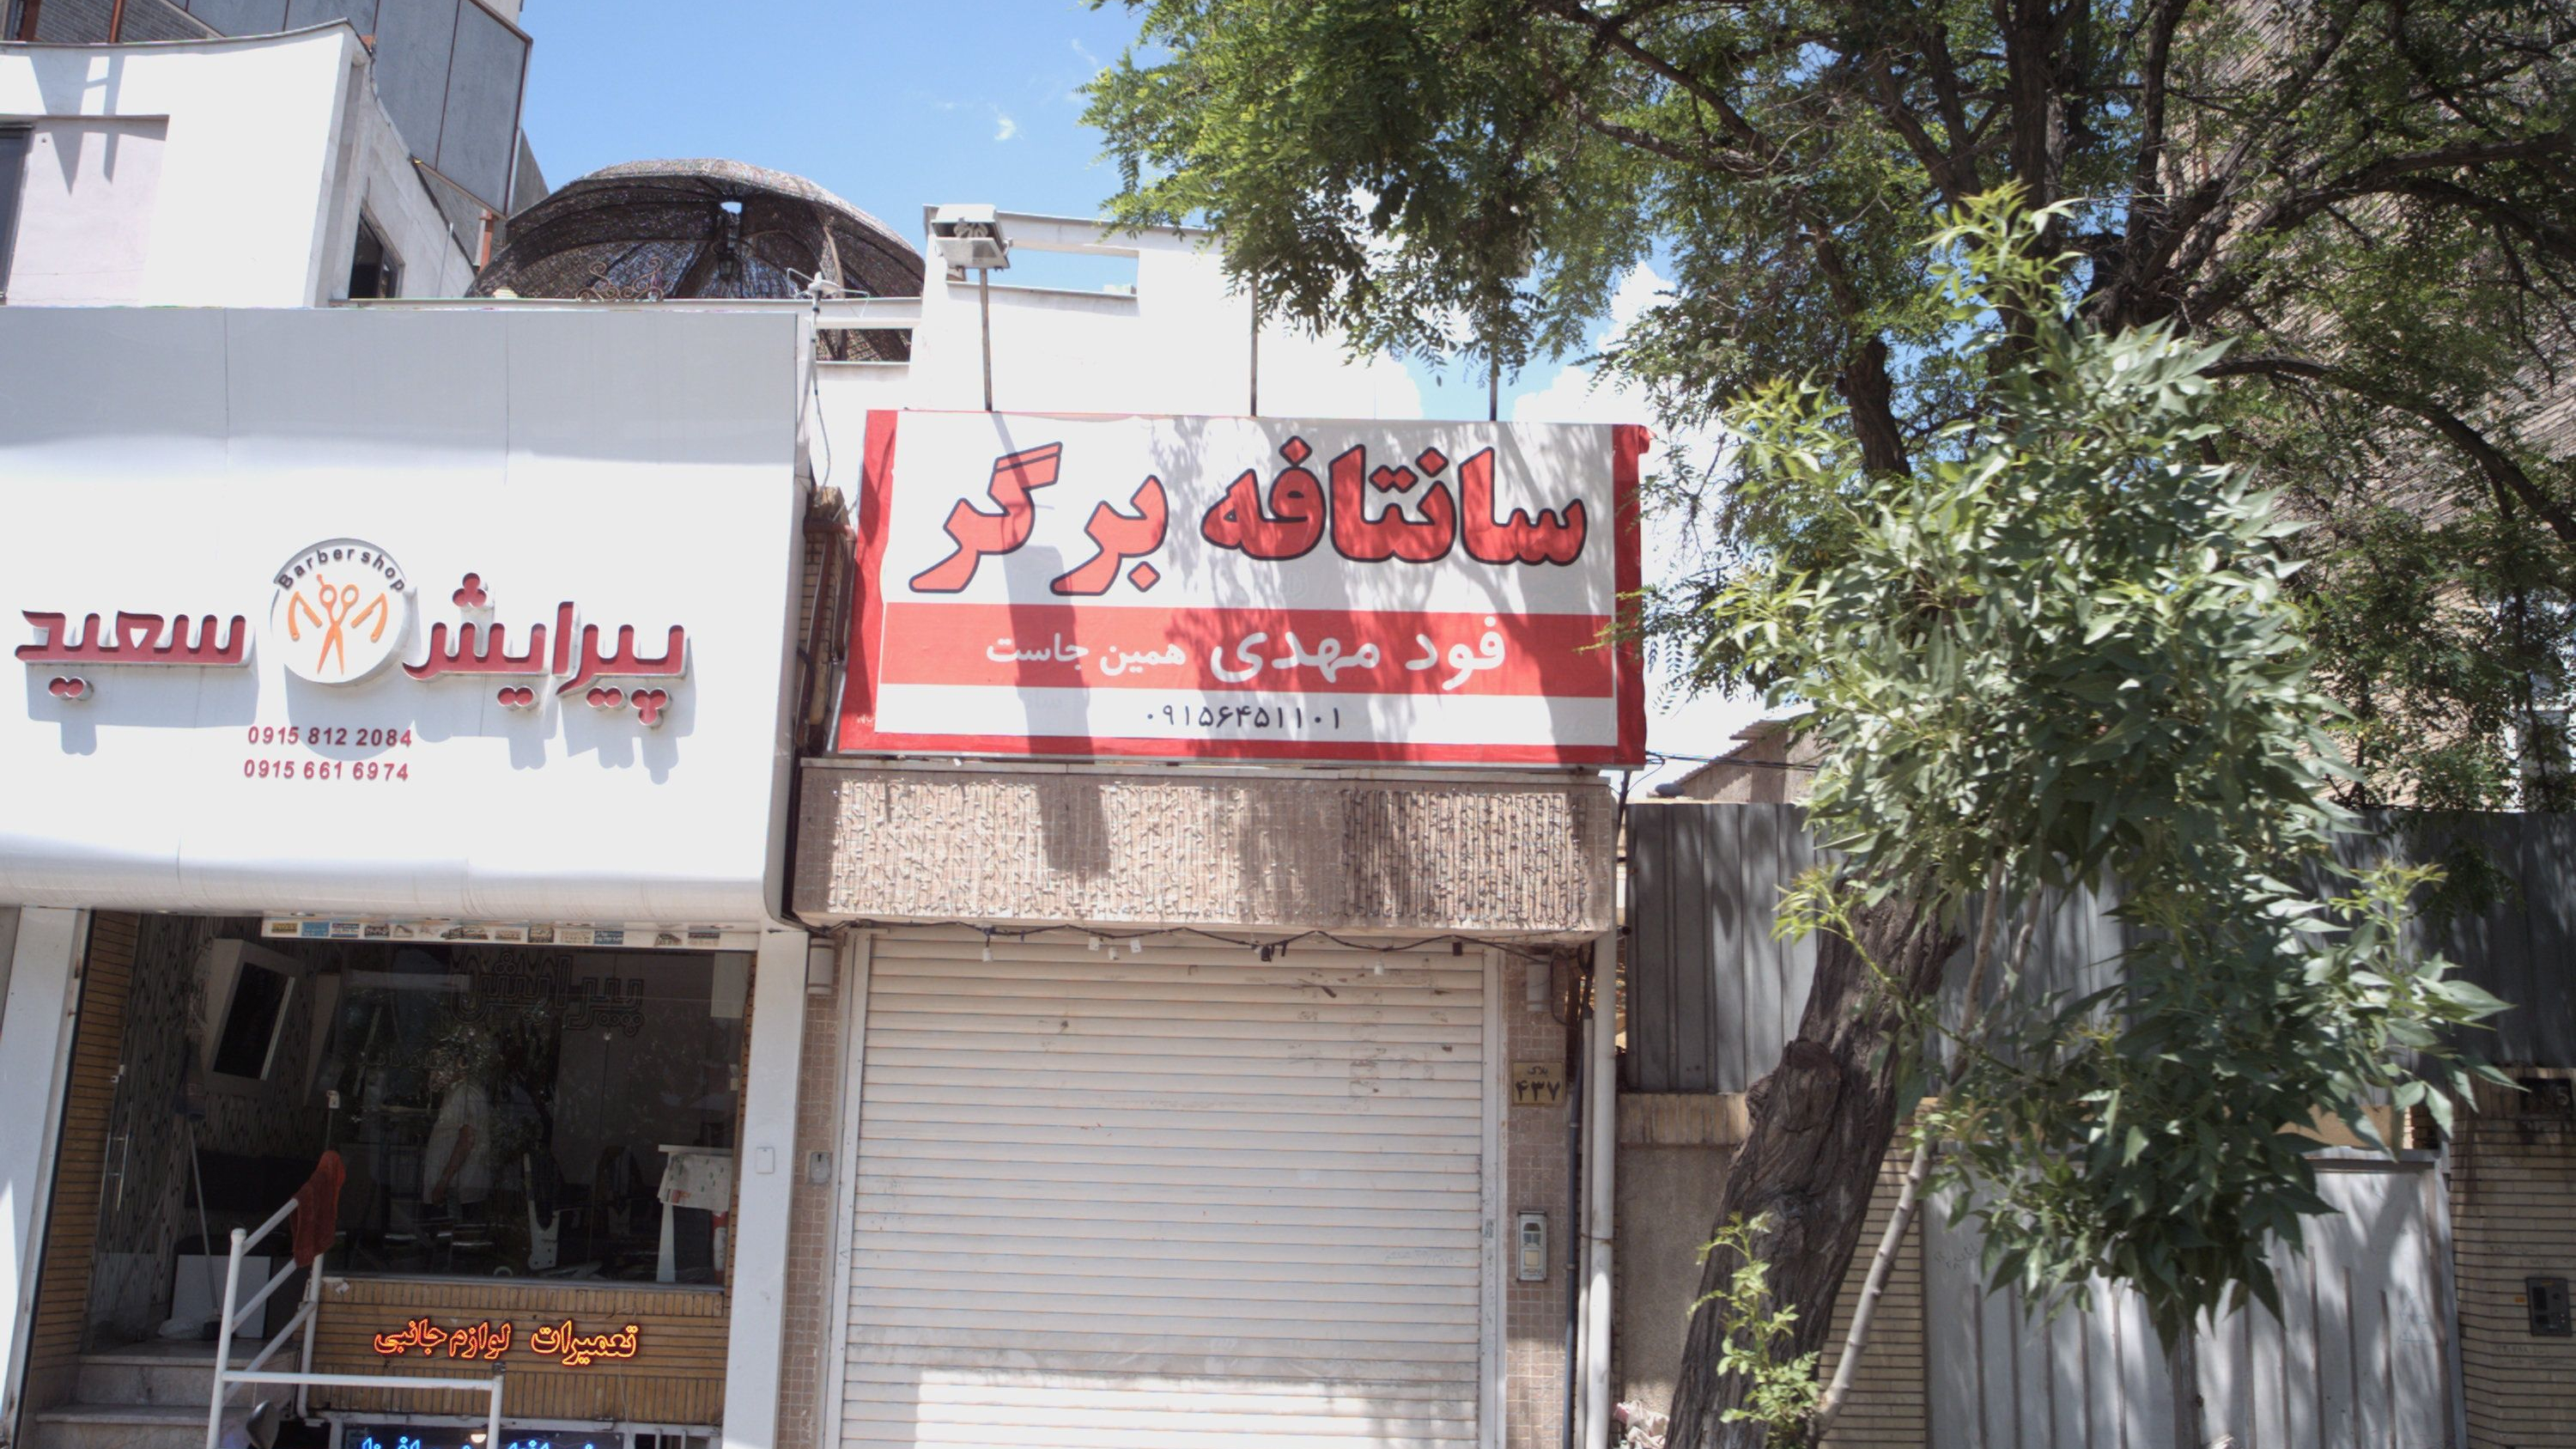 سانتافه برگر
فود مهدی همین جاست
۰۹۱۵۶۴۵۱۱۰۱
پیرایش سعید
Barber shop
0915 812 2084
0915 661 6974
پیرایش
پلاک
۴۳۷
تعمیرات لوازم جانبی